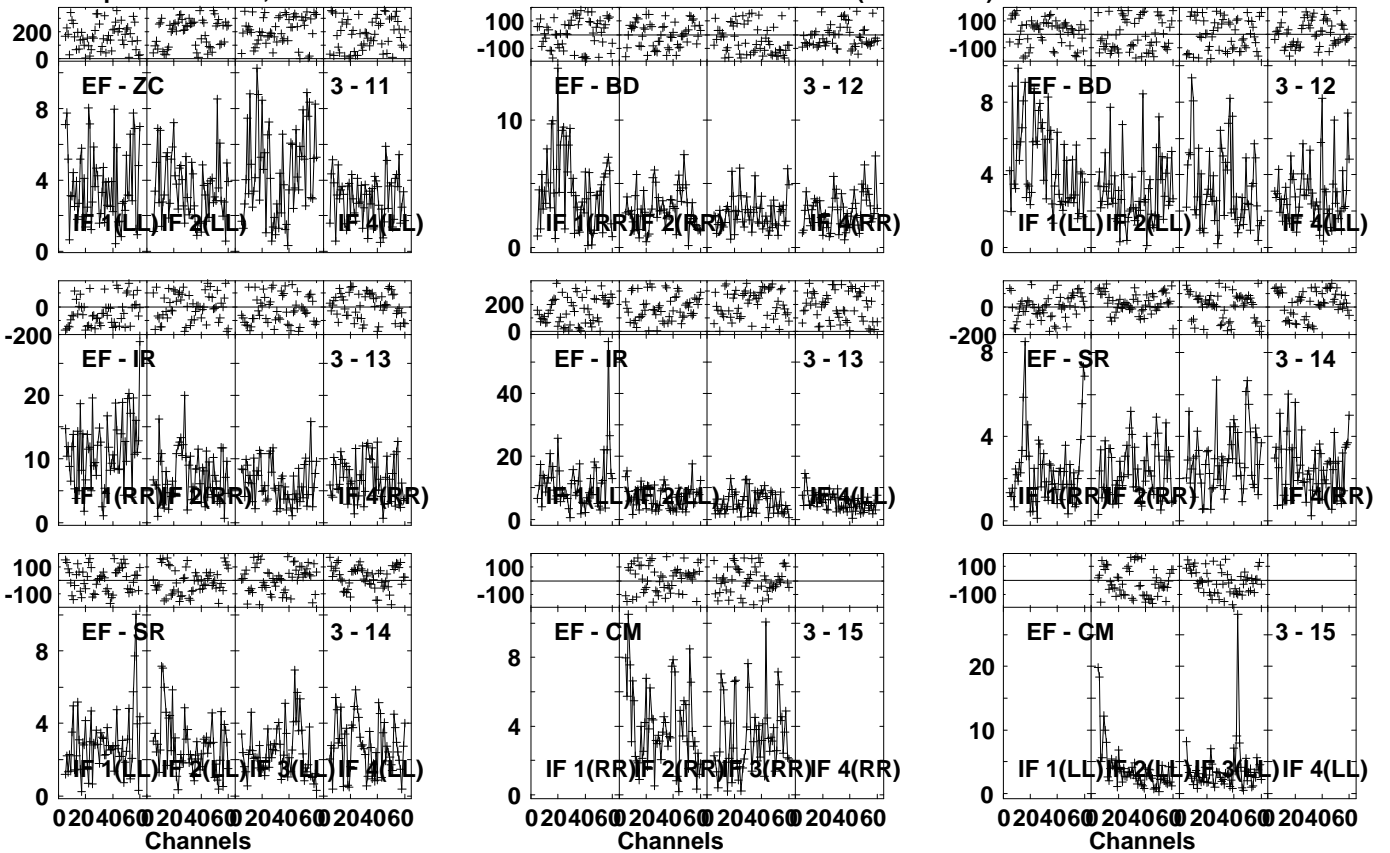 200
0
EF - ZC 3 - 11
8
4
0
IF 1(LL) IF 2(LL) IF 4(LL)
100
-100
EF - BD 3 - 12
10
0
IF 1(RR) IF 2(RR) IF 4(RR)
100
-100
EF - BD 3 - 12
8
4
0
IF 1(LL) IF 2(LL) IF 4(LL)
0
-200
EF - IR 3 - 13
20
10
0
IF 1(RR) IF 2(RR) IF 4(RR)
200
0
EF - IR 3 - 13
40
20
0
IF 1(LL) IF 2(LL) IF 4(LL)
0
-200
EF - SR 3 - 14
8
4
0
IF 1(RR) IF 2(RR) IF 4(RR)
100
-100
EF - SR 3 - 14
8
4
0
IF 1(LL) IF 2(LL) IF 3(LL) IF 4(LL)
0 20 40 60 0 20 40 60 0 20 40 60 0 20 40 60
Channels
100
-100
EF - CM 3 - 15
8
4
0
IF 1(RR) IF 2(RR) IF 3(RR) IF 4(RR)
0 20 40 60 0 20 40 60 0 20 40 60 0 20 40 60
Channels
100
-100
EF - CM 3 - 15
20
10
0
IF 1(LL) IF 2(LL) IF 3(LL) IF 4(LL)
0 20 40 60 0 20 40 60 0 20 40 60 0 20 40 60
Channels